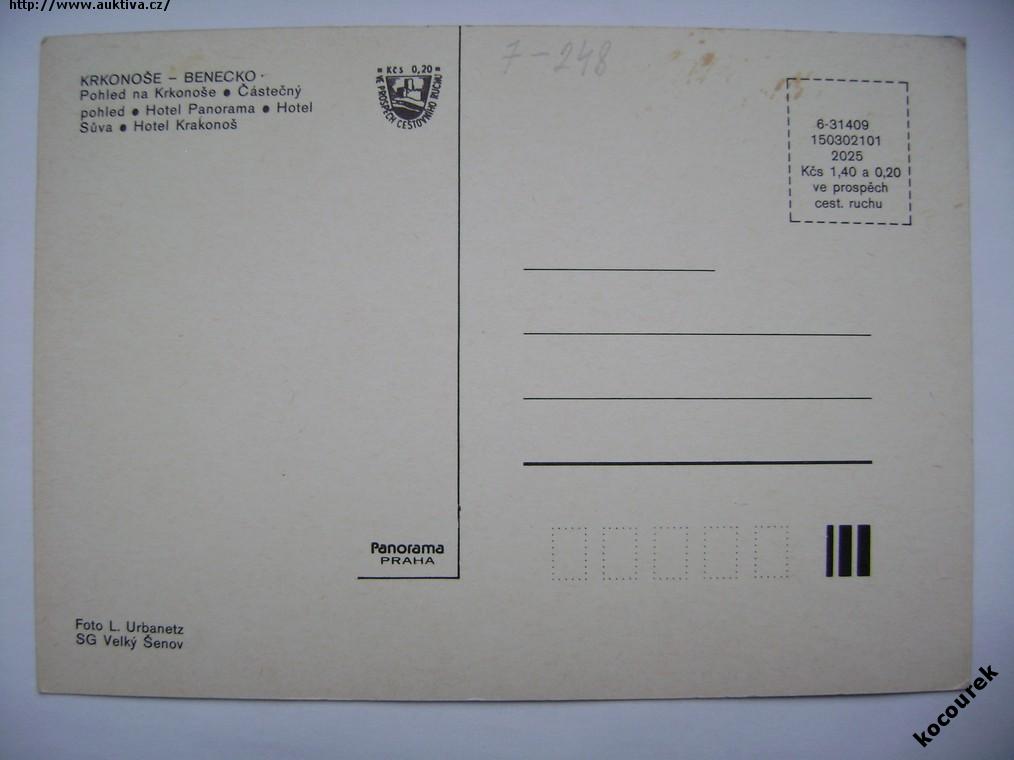 http://www.auktiva.cz/
KRKONOŠE – BENECKO
Pohled na Krkonoše ● Částečný
pohled ● Hotel Panorama ● Hotel
Sůva ● Hotel Krakonoš
Kčs 0,20
VE PROSPĚCH CESTOVNÍHO RUCHU
7-248
6-31409
150302101
2025
Kčs 1,40 a 0,20
ve prospěch
cest. ruchu
Panorama
PRAHA
Foto L. Urbanetz
SG Velký Šenov
kocourek